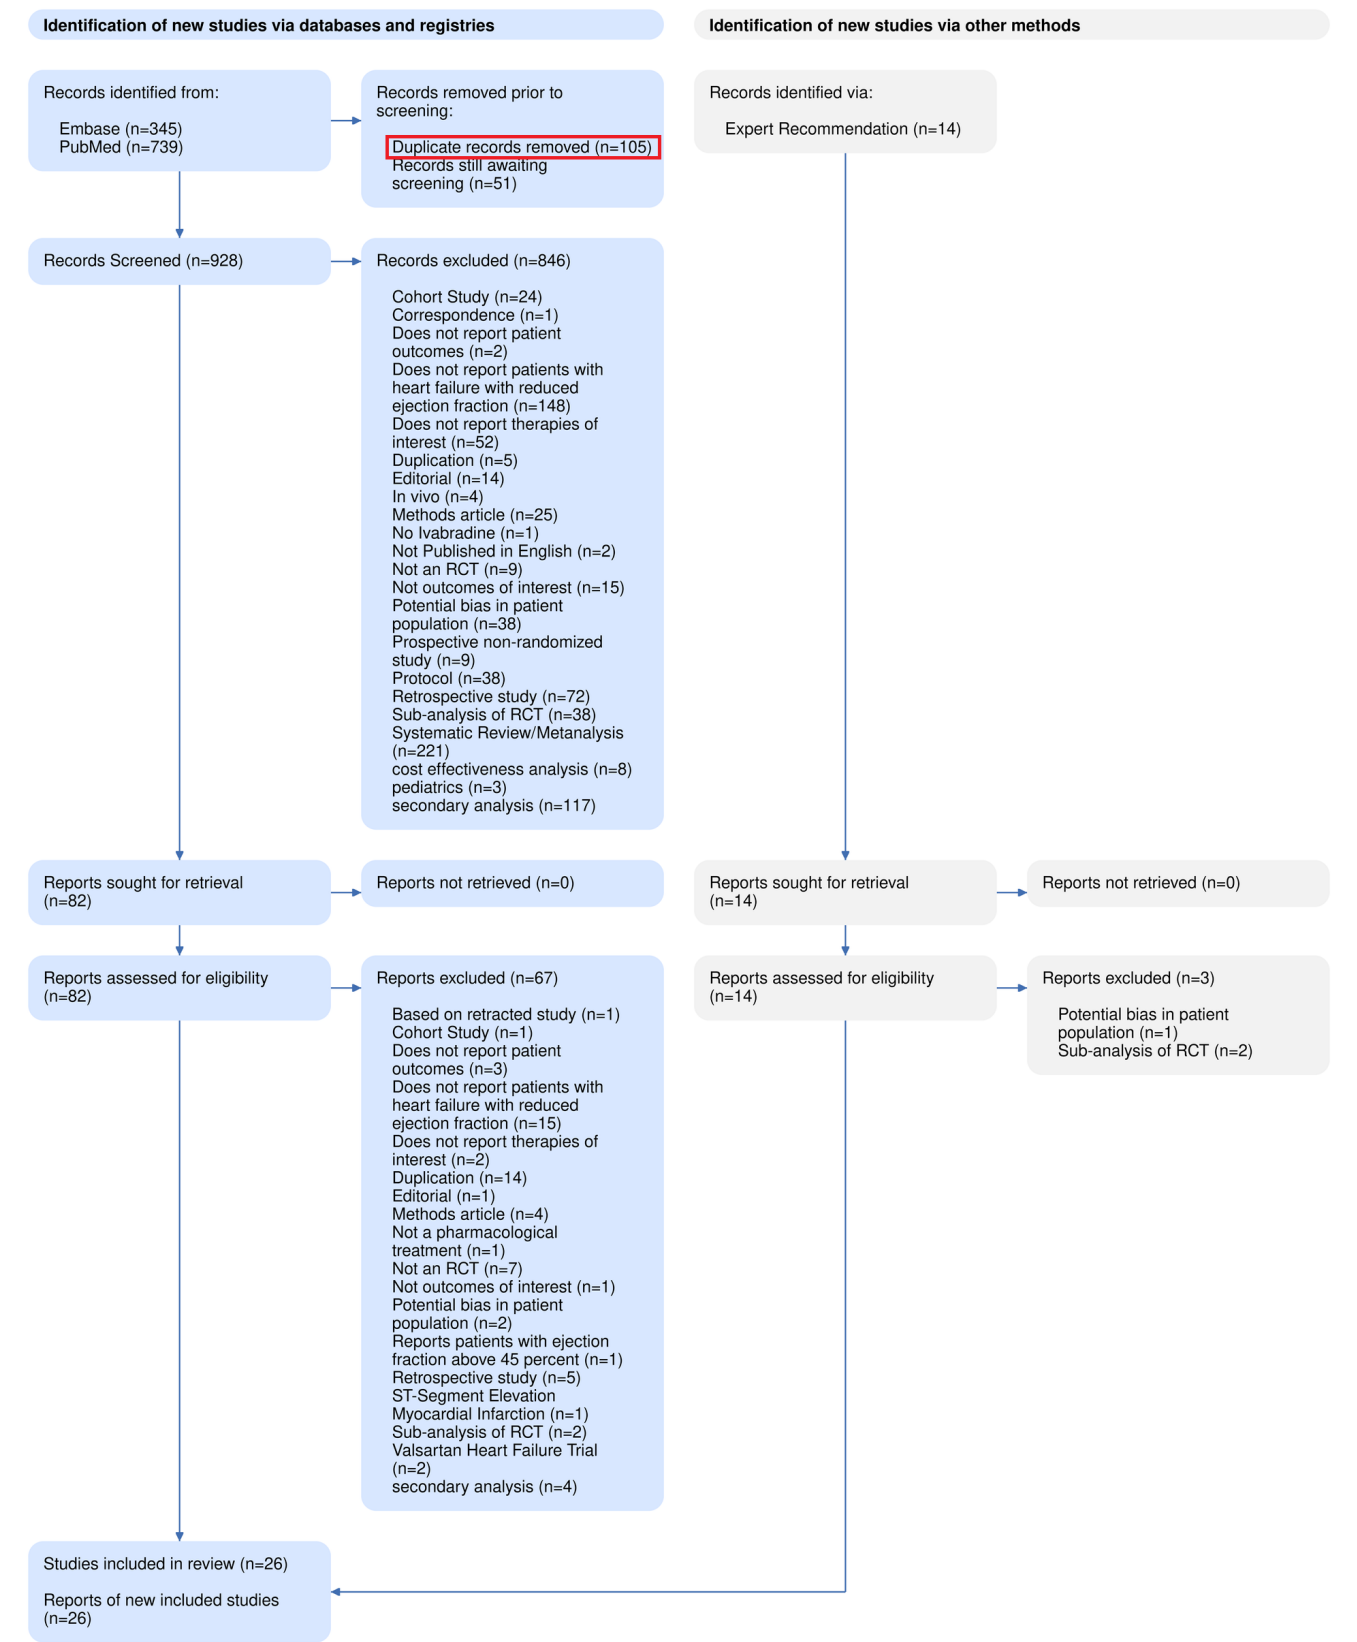 Identification of new studies via databases and registries
Identification of new studies via other methods
Records identified from:
Embase (n=345)
PubMed (n=739)
Records removed prior to
screening:
Duplicate records removed (n=105)
Records still awaiting
screening (n=51)
Records identified via:
Expert Recommendation (n=14)
Records Screened (n=928)
Records excluded (n=846)
Cohort Study (n=24)
Correspondence (n=1)
Does not report patient
outcomes (n=2)
Does not report patients with
heart failure with reduced
ejection fraction (n=148)
Does not report therapies of
interest (n=52)
Duplication (n=5)
Editorial (n=14)
In vivo (n=4)
Methods article (n=25)
No Ivabradine (n=1)
Not Published in English (n=2)
Not an RCT (n=9)
Not outcomes of interest (n=15)
Potential bias in patient
population (n=38)
Prospective non-randomized
study (n=9)
Protocol (n=38)
Retrospective study (n=72)
Sub-analysis of RCT (n=38)
Systematic Review/Metanalysis
(n=221)
cost effectiveness analysis (n=8)
pediatrics (n=3)
secondary analysis (n=117)
Reports sought for retrieval
(n=82)
Reports not retrieved (n=0)
Reports sought for retrieval
(n=14)
Reports not retrieved (n=0)
Reports assessed for eligibility
(n=82)
Reports excluded (n=67)
Based on retracted study (n=1)
Cohort Study (n=1)
Does not report patient
outcomes (n=3)
Does not report patients with
heart failure with reduced
ejection fraction (n=15)
Does not report therapies of
interest (n=2)
Duplication (n=14)
Editorial (n=1)
Methods article (n=4)
Not a pharmacological
treatment (n=1)
Not an RCT (n=7)
Not outcomes of interest (n=1)
Potential bias in patient
population (n=2)
Reports patients with ejection
fraction above 45 percent (n=1)
Retrospective study (n=5)
ST-Segment Elevation
Myocardial Infarction (n=1)
Sub-analysis of RCT (n=2)
Valsartan Heart Failure Trial
(n=2)
secondary analysis (n=4)
Reports assessed for eligibility
(n=14)
Reports excluded (n=3)
Potential bias in patient
population (n=1)
Sub-analysis of RCT (n=2)
Studies included in review (n=26)
Reports of new included studies
(n=26)